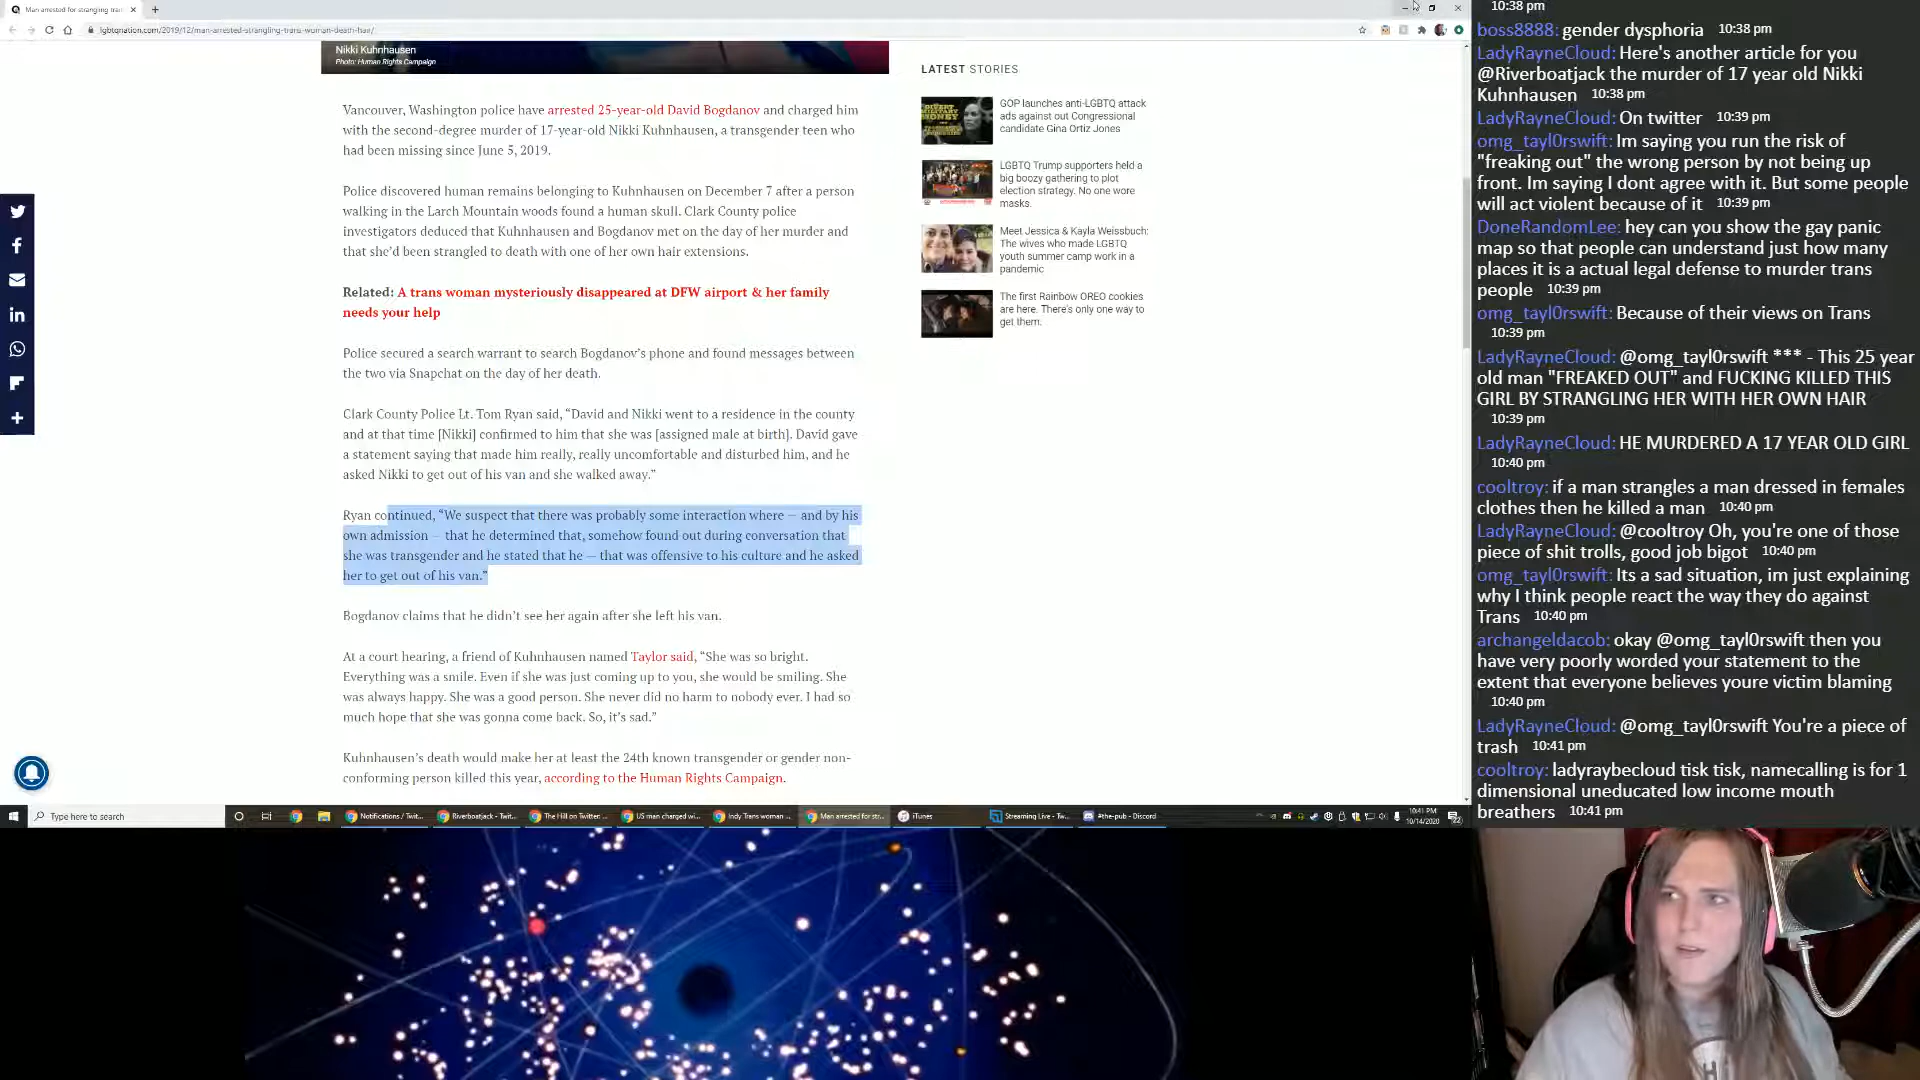 Man arrested for strangling tran
lgbtqnation.com/2019/12/man-arrested-strangling-trans-woman-death-hair/
Nikki Kuhnhausen
Photo: Human Rights Campaign
Vancouver, Washington police have arrested 25-year-old David Bogdanov and charged him
with the second-degree murder of 17-year-old Nikki Kuhnhausen, a transgender teen who
had been missing since June 5, 2019.
Police discovered human remains belonging to Kuhnhausen on December 7 after a person
walking in the Larch Mountain woods found a human skull. Clark County police
investigators deduced that Kuhnhausen and Bogdanov met on the day of her murder and
that she’d been strangled to death with one of her own hair extensions.
Related: A trans woman mysteriously disappeared at DFW airport & her family
needs your help
Police secured a search warrant to search Bogdanov’s phone and found messages between
the two via Snapchat on the day of her death.
Clark County Police Lt. Tom Ryan said, “David and Nikki went to a residence in the county
and at that time [Nikki] confirmed to him that she was [assigned male at birth]. David gave
a statement saying that made him really, really uncomfortable and disturbed him, and he
asked Nikki to get out of his van and she walked away.”
Ryan continued, “We suspect that there was probably some interaction where — and by his
own admission — that he determined that, somehow found out during conversation that
she was transgender and he stated that he — that was offensive to his culture and he asked
her to get out of his van.”
Bogdanov claims that he didn’t see her again after she left his van.
At a court hearing, a friend of Kuhnhausen named Taylor said, “She was so bright.
Everything was a smile. Even if she was just coming up to you, she would be smiling. She
was always happy. She was a good person. She never did no harm to nobody ever. I had so
much hope that she was gonna come back. So, it’s sad.”
Kuhnhausen’s death would make her at least the 24th known transgender or gender non-
conforming person killed this year, according to the Human Rights Campaign.
LATEST STORIES
GOP launches anti-LGBTQ attack
ads against out Congressional
candidate Gina Ortiz Jones
LGBTQ Trump supporters held a
big boozy gathering to plot
election strategy. No one wore
masks.
Meet Jessica & Kayla Weissbuch:
The wives who made LGBTQ
youth summer camp work in a
pandemic
The first Rainbow OREO cookies
are here. There's only one way to
get them.
Type here to search
Notifications / Twit...
Riverboatjack - Twit...
The Hill on Twitter: ...
US man charged wi...
Indy Trans woman ...
Man arrested for str...
iTunes
Streaming Live - Tw...
#the-pub - Discord
10:41 PM
10/14/2020
10:38 pm
boss8888: gender dysphoria 10:38 pm
LadyRayneCloud: Here's another article for you
@Riverboatjack the murder of 17 year old Nikki
Kuhnhausen 10:38 pm
LadyRayneCloud: On twitter 10:39 pm
omg_tayl0rswift: Im saying you run the risk of
"freaking out" the wrong person by not being up
front. Im saying I dont agree with it. But some people
will act violent because of it 10:39 pm
DoneRandomLee: hey can you show the gay panic
map so that people can understand just how many
places it is a actual legal defense to murder trans
people 10:39 pm
omg_tayl0rswift: Because of their views on Trans
10:39 pm
LadyRayneCloud: @omg_tayl0rswift *** - This 25 year
old man "FREAKED OUT" and FUCKING KILLED THIS
GIRL BY STRANGLING HER WITH HER OWN HAIR
10:39 pm
LadyRayneCloud: HE MURDERED A 17 YEAR OLD GIRL
10:40 pm
cooltroy: if a man strangles a man dressed in females
clothes then he killed a man 10:40 pm
LadyRayneCloud: @cooltroy Oh, you're one of those
piece of shit trolls, good job bigot 10:40 pm
omg_tayl0rswift: Its a sad situation, im just explaining
why I think people react the way they do against
Trans 10:40 pm
archangeldacob: okay @omg_tayl0rswift then you
have very poorly worded your statement to the
extent that everyone believes youre victim blaming
10:40 pm
LadyRayneCloud: @omg_tayl0rswift You're a piece of
trash 10:41 pm
cooltroy: ladyraybecloud tisk tisk, namecalling is for 1
dimensional uneducated low income mouth
breathers 10:41 pm